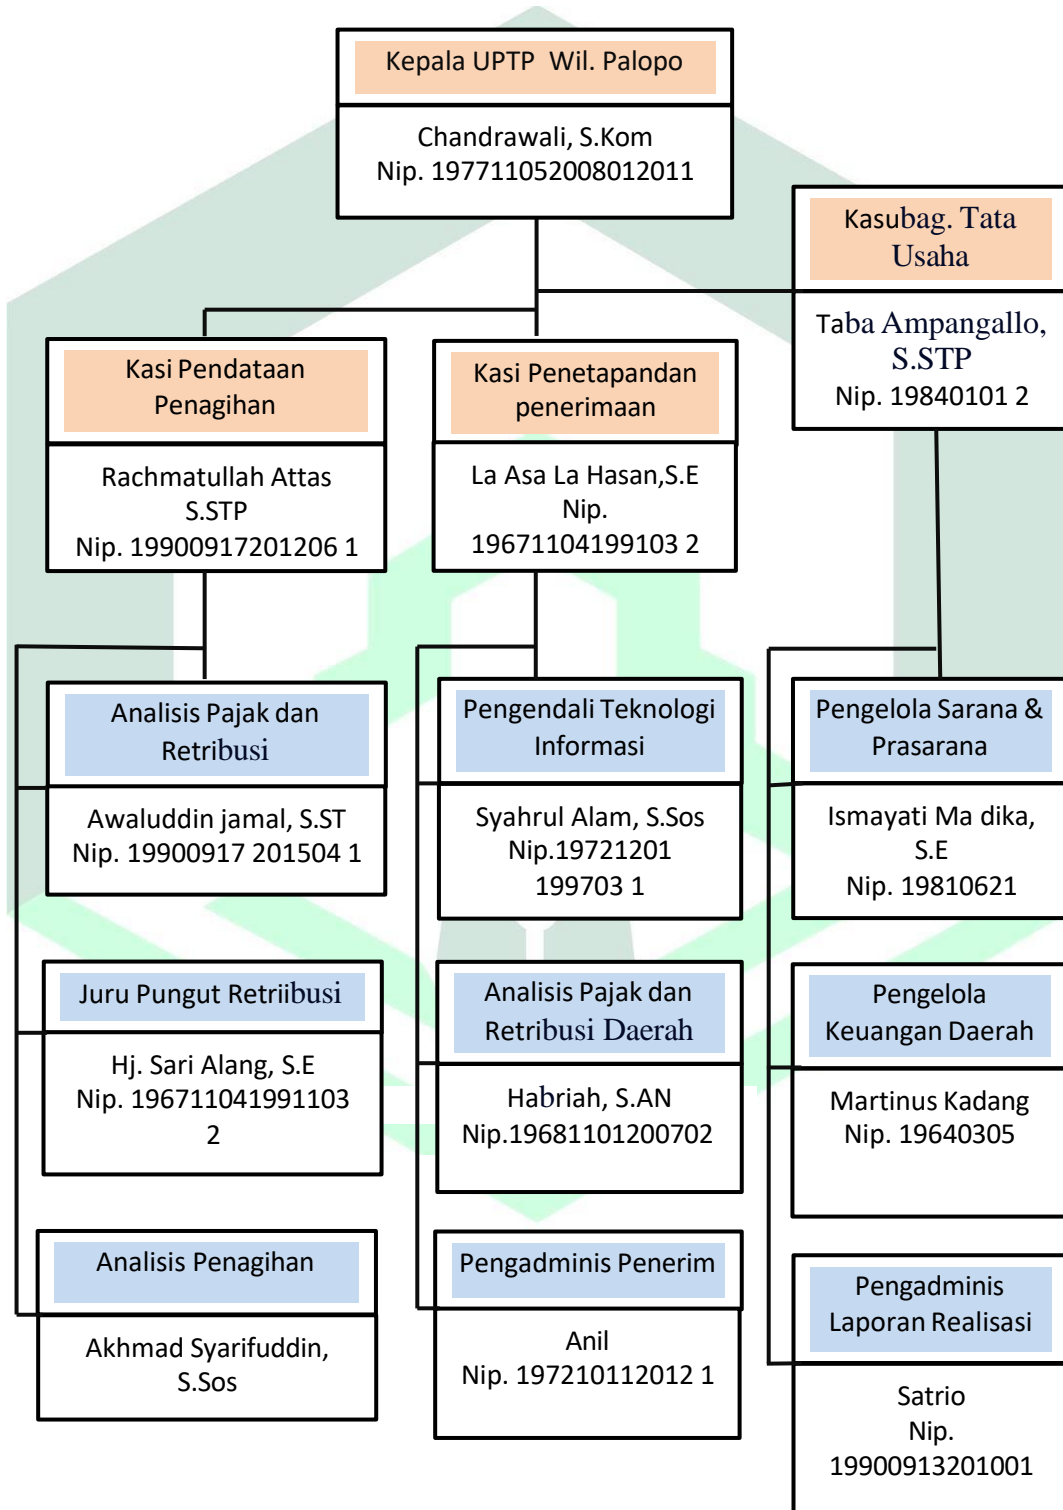 Kepala UPTP Wil. Palopo
Chandrawali, S.Kom
Nip. 197711052008012011
Kasubag. Tata
Usaha
Taba Ampangallo,
S.STP
Nip. 19840101 2
Kasi Pendataan
Penagihan
Rachmatullah Attas
S.STP
Nip. 19900917201206 1
Kasi Penetapandan
penerimaan
La Asa La Hasan,S.E
Nip.
19671104199103 2
Analisis Pajak dan
Retribusi
Awaluddin jamal, S.ST
Nip. 19900917 201504 1
Pengendali Teknologi
Informasi
Syahrul Alam, S.Sos
Nip.19721201
199703 1
Pengelola Sarana &
Prasarana
Ismayati Ma dika,
S.E
Nip. 19810621
Juru Pungut Retriibusi
Hj. Sari Alang, S.E
Nip. 196711041991103
2
Analisis Pajak dan
Retribusi Daerah
Habriah, S.AN
Nip.19681101200702
Pengelola
Keuangan Daerah
Martinus Kadang
Nip. 19640305
Analisis Penagihan
Akhmad Syarifuddin,
S.Sos
Pengadminis Penerim
Anil
Nip. 197210112012 1
Pengadminis
Laporan Realisasi
Satrio
Nip.
19900913201001